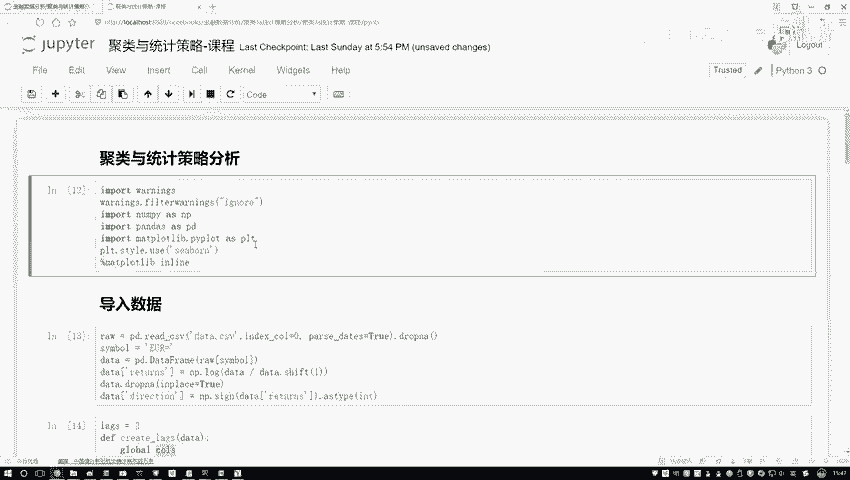 jupyter 聚类与统计策略-课程 Last Checkpoint: Last Sunday at 5:54 PM (unsaved changes)
Logout
File Edit View Insert Cell Kernel Widgets Help
Trusted Python 3
Code
聚类与统计策略分析
In [12]: import warnings
warnings.filterwarnings("ignore")
import numpy as np
import pandas as pd
import matplotlib.pyplot as plt
plt.style.use('seaborn')
%matplotlib inline
导入数据
In [13]: raw = pd.read_csv('data.csv',index_col=0, parse_dates=True).dropna()
symbol = 'EUR='
data = pd.DataFrame(raw[symbol])
data['returns'] = np.log(data / data.shift(1))
data.dropna(inplace=True)
data['direction'] = np.sign(data['returns']).astype(int)
In [14]: lags = 
def create_lags(data):
global cols